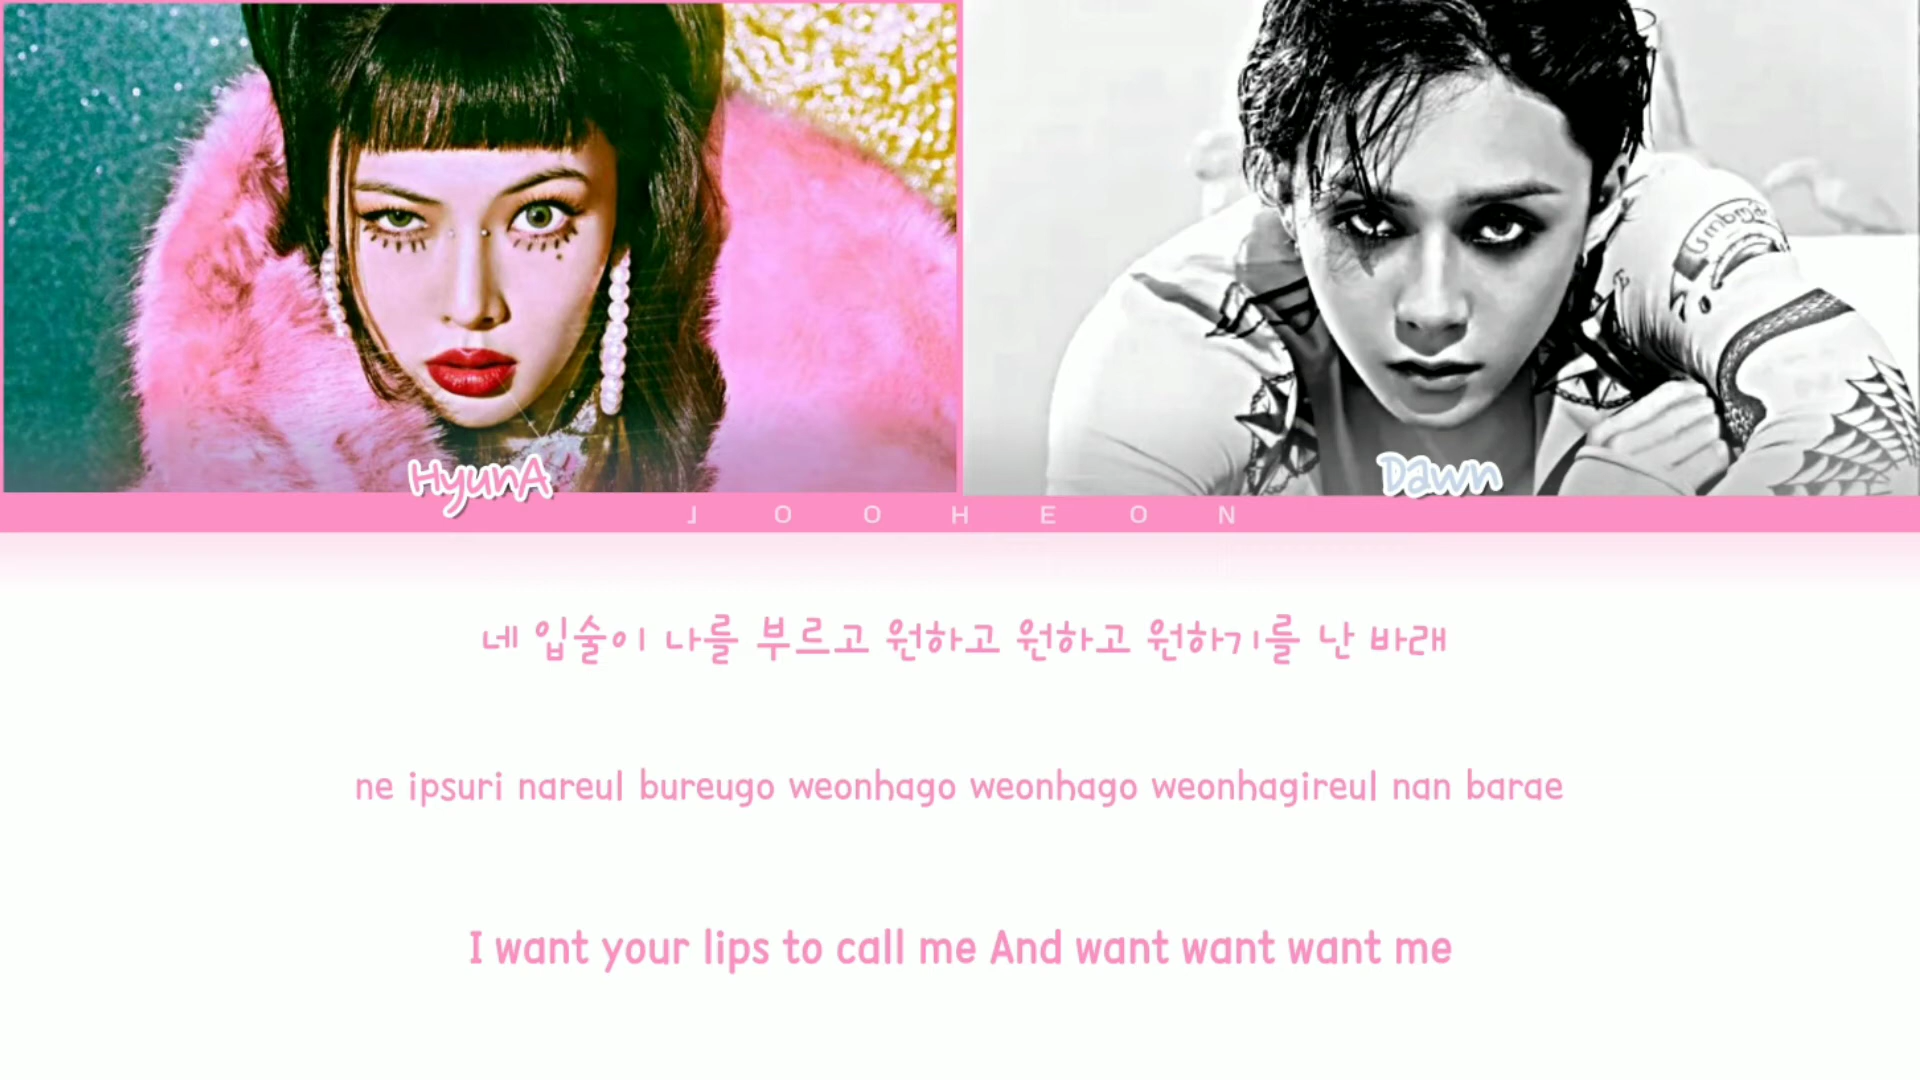 HyunA
Dawn
JOOHEON
네 입술이 나를 부르고 원하고 원하고 원하기를 난 바래
ne ipsuri nareul bureugo weonhago weonhago weonhagireul nan barae
I want your lips to call me And want want want me